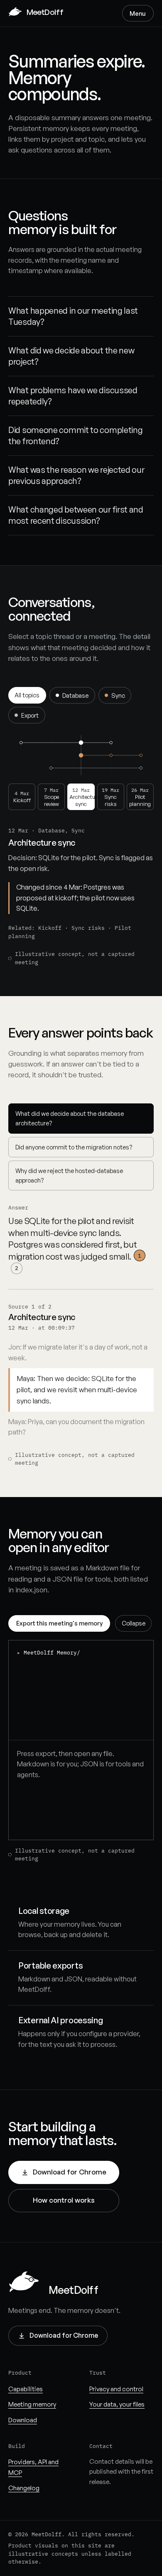 MeetDolff
Menu
Summaries expire.
Memory
compounds.
A disposable summary answers one meeting.
Persistent memory keeps every meeting,
links them by project and topic, and lets you
ask questions across all of them.
Questions
memory is built for
Answers are grounded in the actual meeting
records, with the meeting name and
timestamp where available.
What happened in our meeting last
Tuesday?
What did we decide about the new
project?
What problems have we discussed
repeatedly?
Did someone commit to completing
the frontend?
What was the reason we rejected our
previous approach?
What changed between our first and
most recent discussion?
Conversations,
connected
Select a topic thread or a meeting. The detail
shows what that meeting decided and how it
relates to the ones around it.
All topics
Database
Sync
Export
4 Mar
Kickoff
7 Mar
Scope
review
12 Mar
Architectu
sync
19 Mar
Sync
risks
26 Mar
Pilot
planning
12 Mar · Database, Sync
Architecture sync
Decision: SQLite for the pilot. Sync is flagged as
the open risk.
Changed since 4 Mar: Postgres was
proposed at kickoff; the pilot now uses
SQLite.
Related: Kickoff · Sync risks · Pilot
planning
Illustrative concept, not a captured
meeting
Every answer points back
Grounding is what separates memory from
guesswork. If an answer can't be tied to a
record, it shouldn't be trusted.
What did we decide about the database
architecture?
Did anyone commit to the migration notes?
Why did we reject the hosted-database
approach?
Answer
Use SQLite for the pilot and revisit
when multi-device sync lands.
Postgres was considered first, but
migration cost was judged small. 1
2
Source 1 of 2
Architecture sync
12 Mar · at 00:09:37
Jon: If we migrate later it's a day of work, not a
week.
Maya: Then we decide: SQLite for the
pilot, and we revisit when multi-device
sync lands.
Maya: Priya, can you document the migration
path?
Illustrative concept, not a captured
meeting
Memory you can
open in any editor
A meeting is saved as a Markdown file for
reading and a JSON file for tools, both listed
in index.json.
Export this meeting's memory
Collapse
MeetDolff Memory/
Press export, then open any file.
Markdown is for you; JSON is for tools and
agents.
Illustrative concept, not a captured
meeting
Local storage
Where your memory lives. You can
browse, back up and delete it.
Portable exports
Markdown and JSON, readable without
MeetDolff.
External AI processing
Happens only if you configure a provider,
for the text you ask it to process.
Start building a
memory that lasts.
Download for Chrome
How control works
MeetDolff
Meetings end. The memory doesn't.
Download for Chrome
Product
Capabilities
Meeting memory
Download
Trust
Privacy and control
Your data, your files
Build
Providers, API and
MCP
Changelog
Contact
Contact details will be
published with the first
release.
© 2026 MeetDolff. All rights reserved.
Product visuals on this site are
illustrative concepts unless labelled
otherwise.